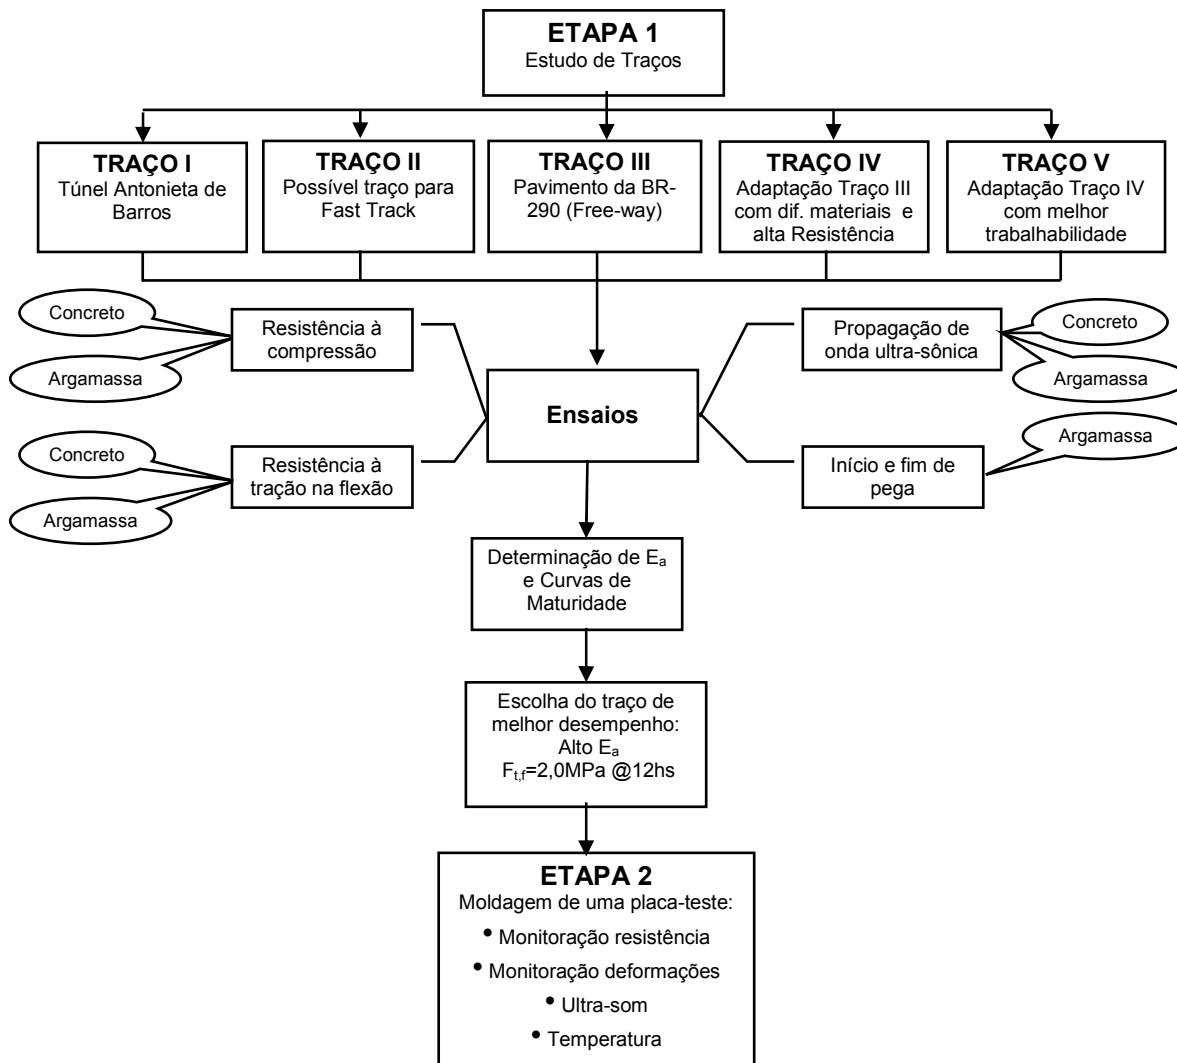 ETAPA 1
Estudo de Traços
TRAÇO I
Túnel Antonieta de
Barros
TRAÇO II
Possível traço para
Fast Track
TRAÇO III
Pavimento da BR-
290 (Free-way)
TRAÇO IV
Adaptação Traço III
com dif. materiais e
alta Resistência
TRAÇO V
Adaptação Traço IV
com melhor
trabalhabilidade
Concreto
Argamassa
Resistência à
compressão
Concreto
Argamassa
Resistência à
tração na flexão
Ensaios
Propagação de
onda ultra-sônica
Concreto
Argamassa
Início e fim de
pega
Argamassa
Determinação de Eₐ
e Curvas de
Maturidade
Escolha do traço de
melhor desempenho:
Alto Eₐ
Ft,f=2,0MPa @12hs
ETAPA 2
Moldagem de uma placa-teste:
• Monitoração resistência
• Monitoração deformações
• Ultra-som
• Temperatura